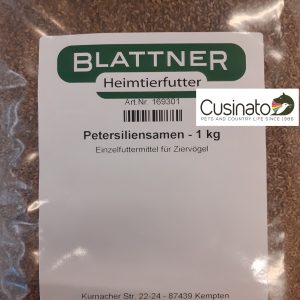 BLATTNER
Heimtierfutter
Art.Nr. 169301
Cusinato
PETS AND COUNTRY LIFE SINCE 1986
Petersiliensamen - 1 kg
Einzelfuttermittel für Ziervögel
Kurnacher Str. 22-24 - 87439 Kempten